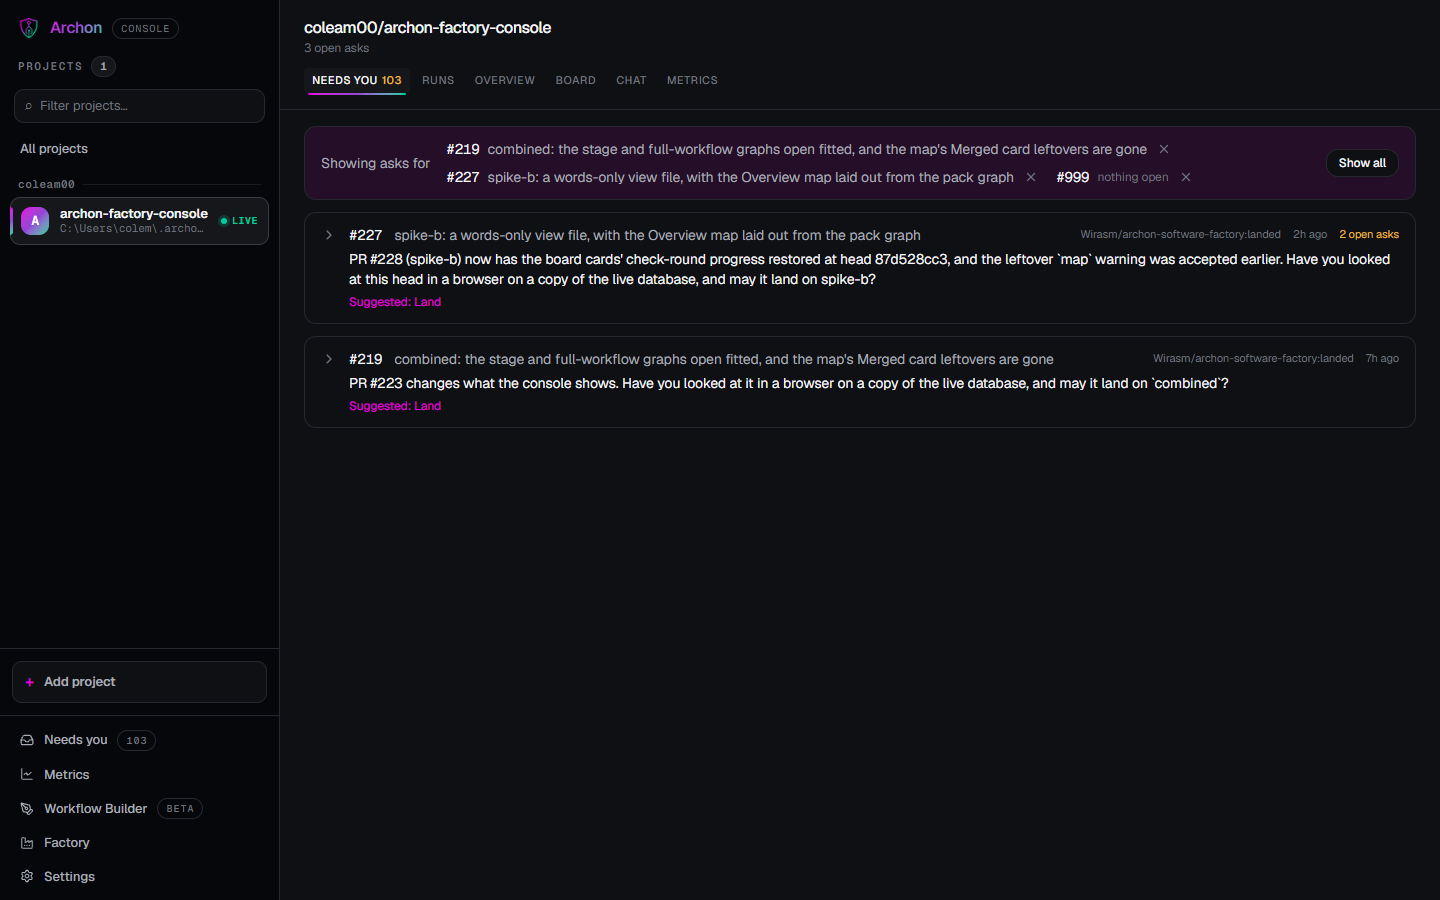 Archon CONSOLE
PROJECTS 1
Filter projects...
All projects
coleam00
A archon-factory-console LIVE
C:\Users\colem\.archo...
+ Add project
Needs you 103
Metrics
Workflow Builder BETA
Factory
Settings
coleam00/archon-factory-console
3 open asks
NEEDS YOU 103 RUNS OVERVIEW BOARD CHAT METRICS
Showing asks for
#219 combined: the stage and full-workflow graphs open fitted, and the map's Merged card leftovers are gone ×
#227 spike-b: a words-only view file, with the Overview map laid out from the pack graph × #999 nothing open ×
Show all
#227 spike-b: a words-only view file, with the Overview map laid out from the pack graph Wirasm/archon-software-factory:landed 2h ago 2 open asks
PR #228 (spike-b) now has the board cards' check-round progress restored at head 87d528cc3, and the leftover `map` warning was accepted earlier. Have you looked
at this head in a browser on a copy of the live database, and may it land on spike-b?
Suggested: Land
#219 combined: the stage and full-workflow graphs open fitted, and the map's Merged card leftovers are gone Wirasm/archon-software-factory:landed 7h ago
PR #223 changes what the console shows. Have you looked at it in a browser on a copy of the live database, and may it land on `combined`?
Suggested: Land